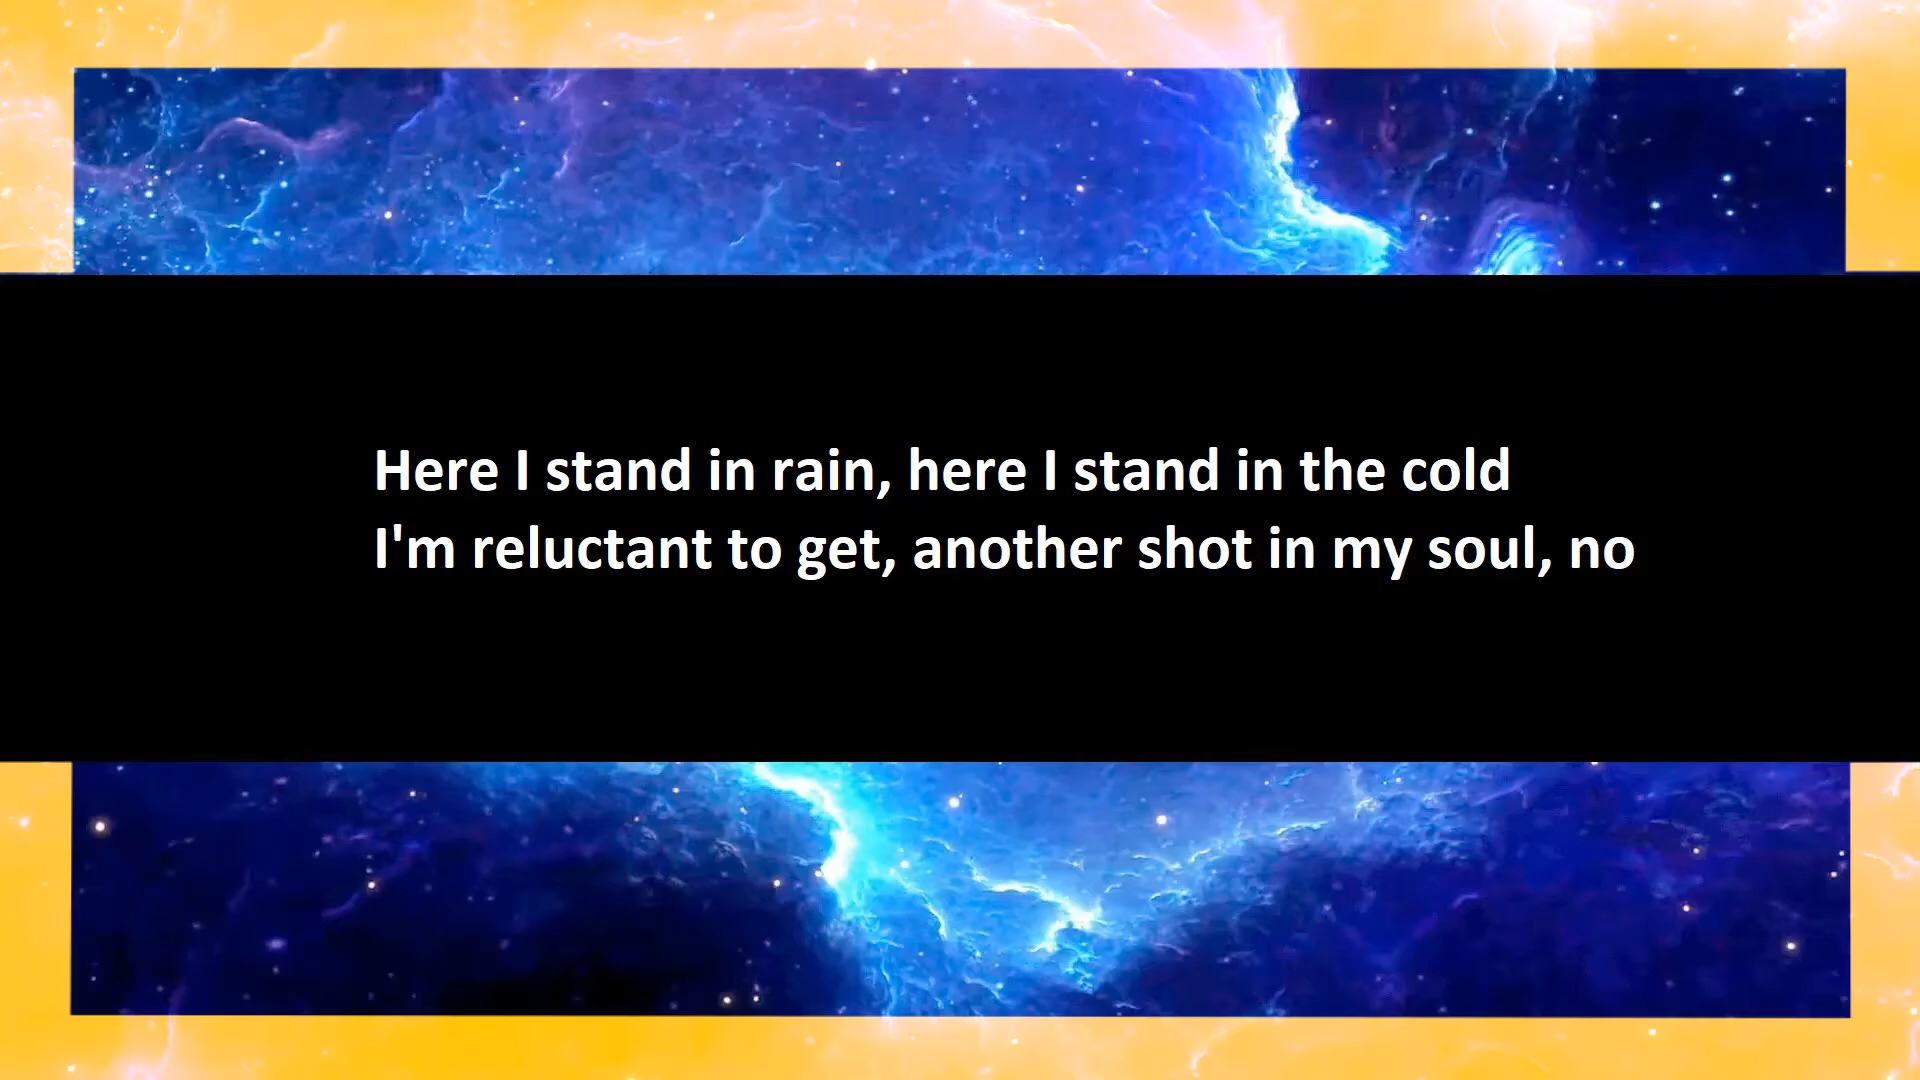 Here I stand in rain, here I stand in the cold
I'm reluctant to get, another shot in my soul, no